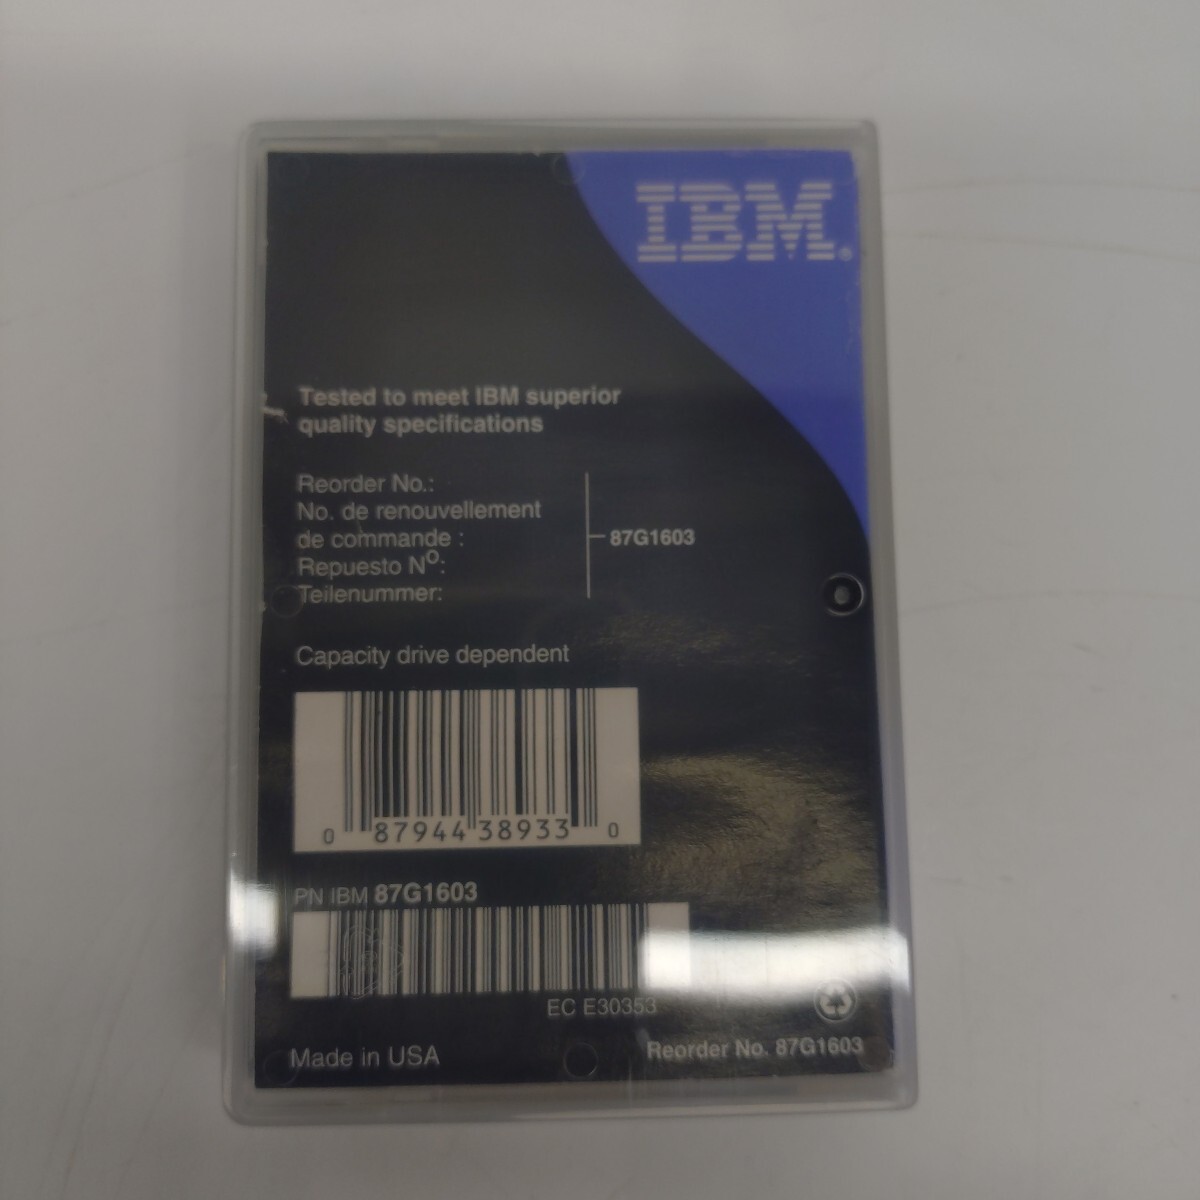 IBM®
Tested to meet IBM superior
quality specifications
Reorder No.:
No. de renouvellement
de commande :
Repuesto Nº:
Teilenummer:
87G1603
Capacity drive dependent
0 87944 38933 0
PN IBM 87G1603
EC E30353
Made in USA
Reorder No. 87G1603